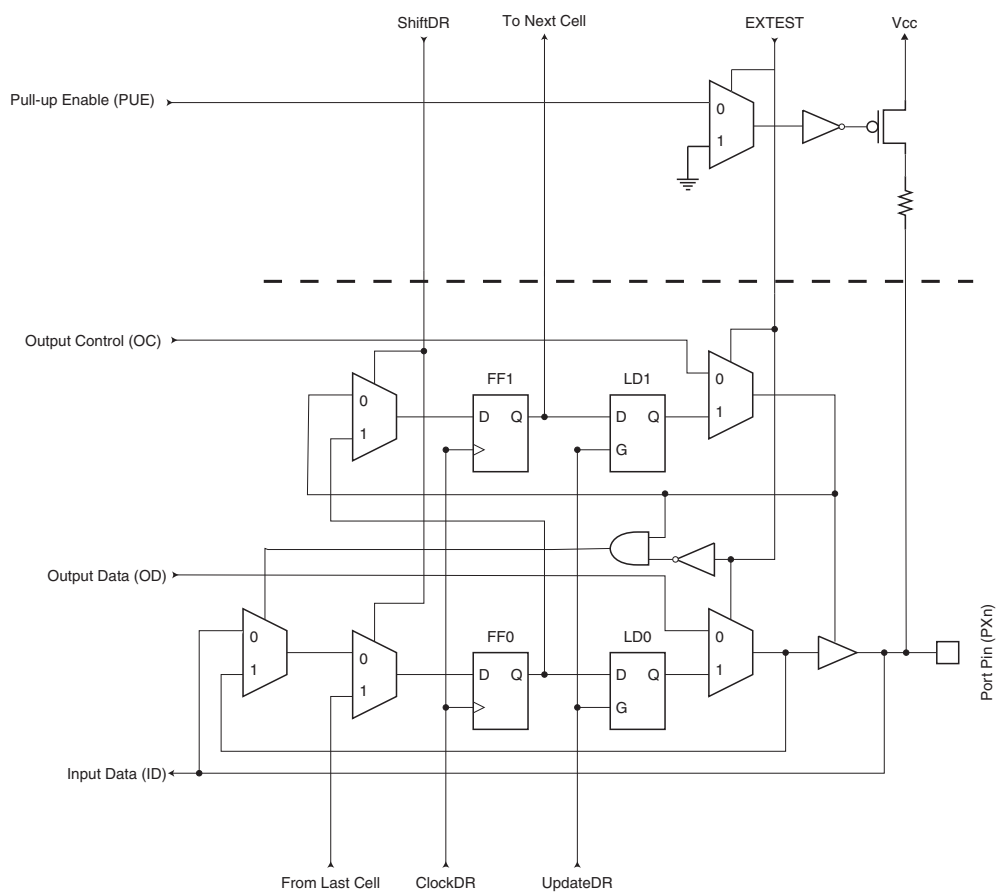 ShiftDR
To Next Cell
EXTEST
Vcc
Pull-up Enable (PUE)
0
1
Output Control (OC)
FF1
LD1
0
1
0
1
D
Q
D
Q
G
Output Data (OD)
FF0
LD0
0
1
0
1
0
1
D
Q
D
Q
G
Port Pin (PXn)
Input Data (ID)
From Last Cell
ClockDR
UpdateDR